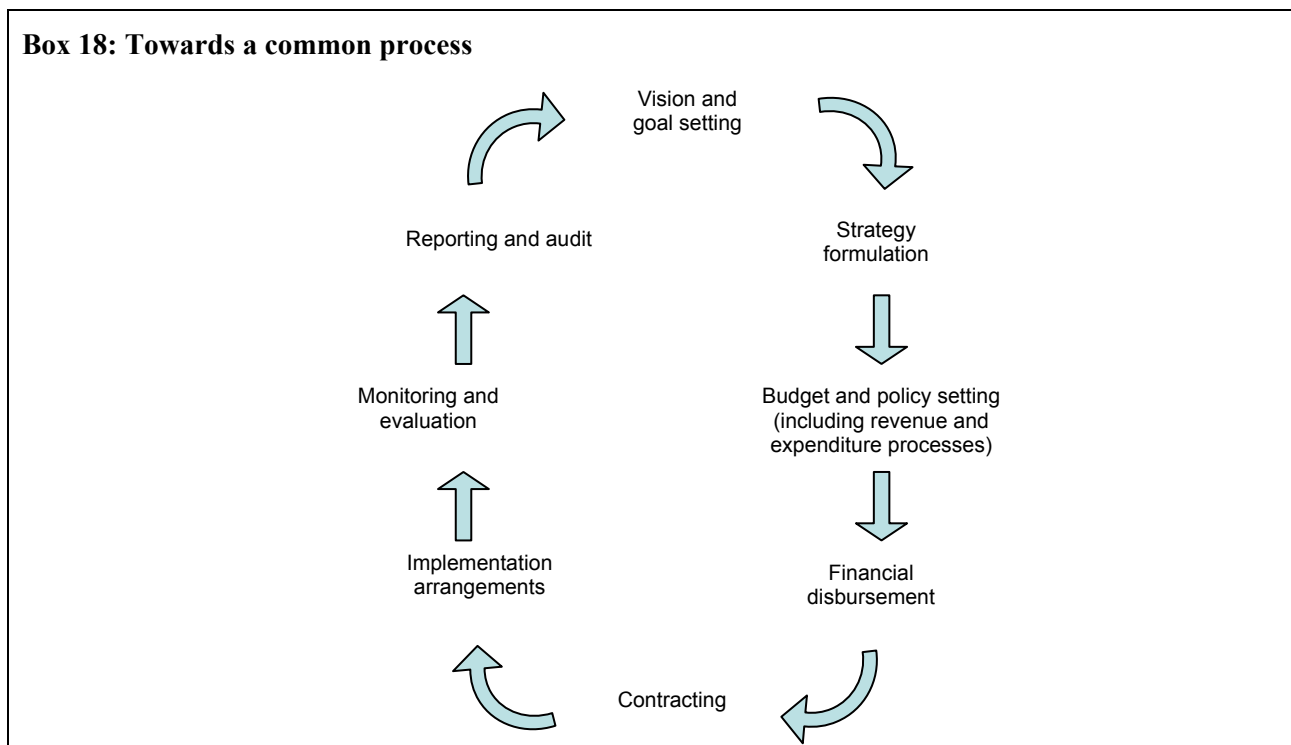 Box 18: Towards a common process
Vision and
goal setting
Strategy
formulation
Budget and policy setting
(including revenue and
expenditure processes)
Financial
disbursement
Contracting
Implementation
arrangements
Monitoring and
evaluation
Reporting and audit